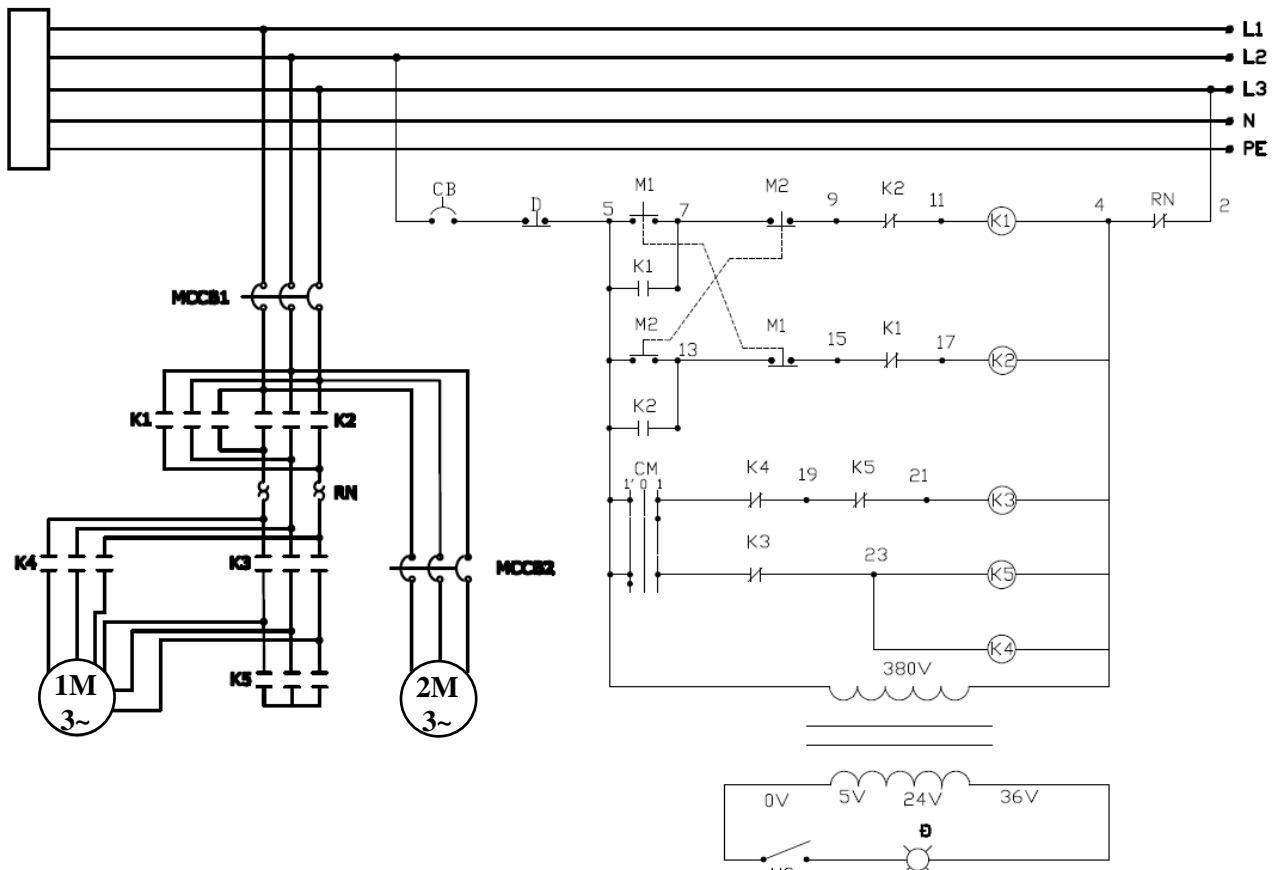 L1
L2
L3
N
PE
CB D 5 M1 7 M2 9 K2 11 K1 4 RN 2
K1
MCCB1
M2 13 M1 15 K1 17 K2
K1 K2
K2
CM
1' 0 1
K4 19 K5 21 K3
RN
K4 K3 MCCB2
K3 23 K5
K4
K5
1M
3~
2M
3~
380V
0V 5V 24V 36V
Đ